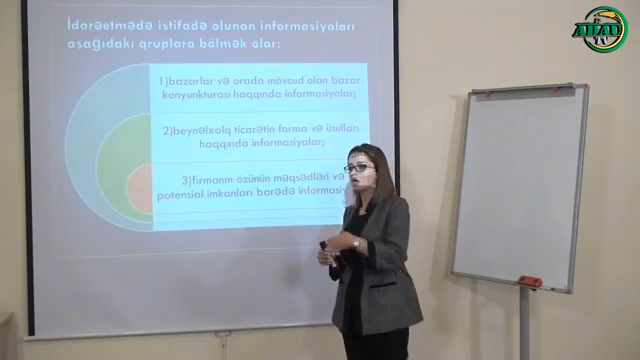 İdarəetmədə istifadə olunan informasiyaları
aşağıdakı qruplara bölmək olar:
1)bazarlar və orada mövcud olan bazar
konyunkturası haqqında informasiyalar;
2)beynəlxalq ticarətin forma və üsulları
haqqında informasiyalar;
3)firmanın özünün məqsədləri və
potensial imkanları barədə
ADAU
TV